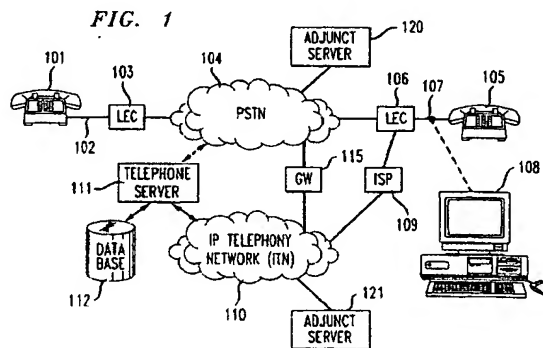 FIG. 1
101
102
103
LEC
104
PSTN
ADJUNCT
SERVER
120
106
LEC
107
105
115
GW
ISP
109
108
111
TELEPHONE
SERVER
DATA
BASE
112
IP TELEPHONY
NETWORK (ITN)
110
121
ADJUNCT
SERVER